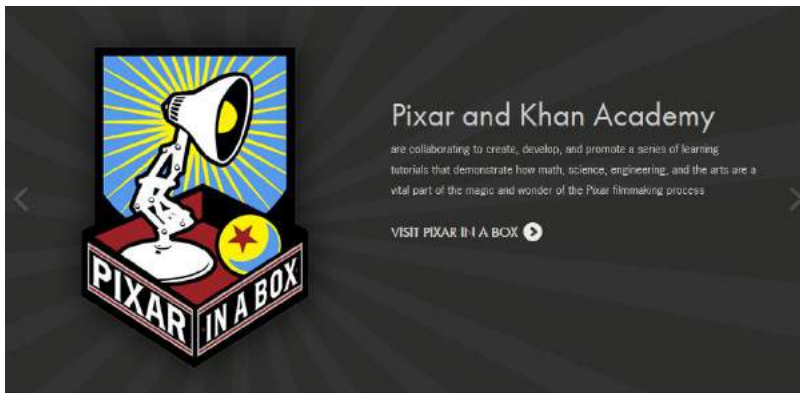 PIXAR
IN A BOX
Pixar and Khan Academy
are collaborating to create, develop, and promote a series of learning
tutorials that demonstrate how math, science, engineering, and the arts are a
vital part of the magic and wonder of the Pixar filmmaking process
VISIT PIXAR IN A BOX